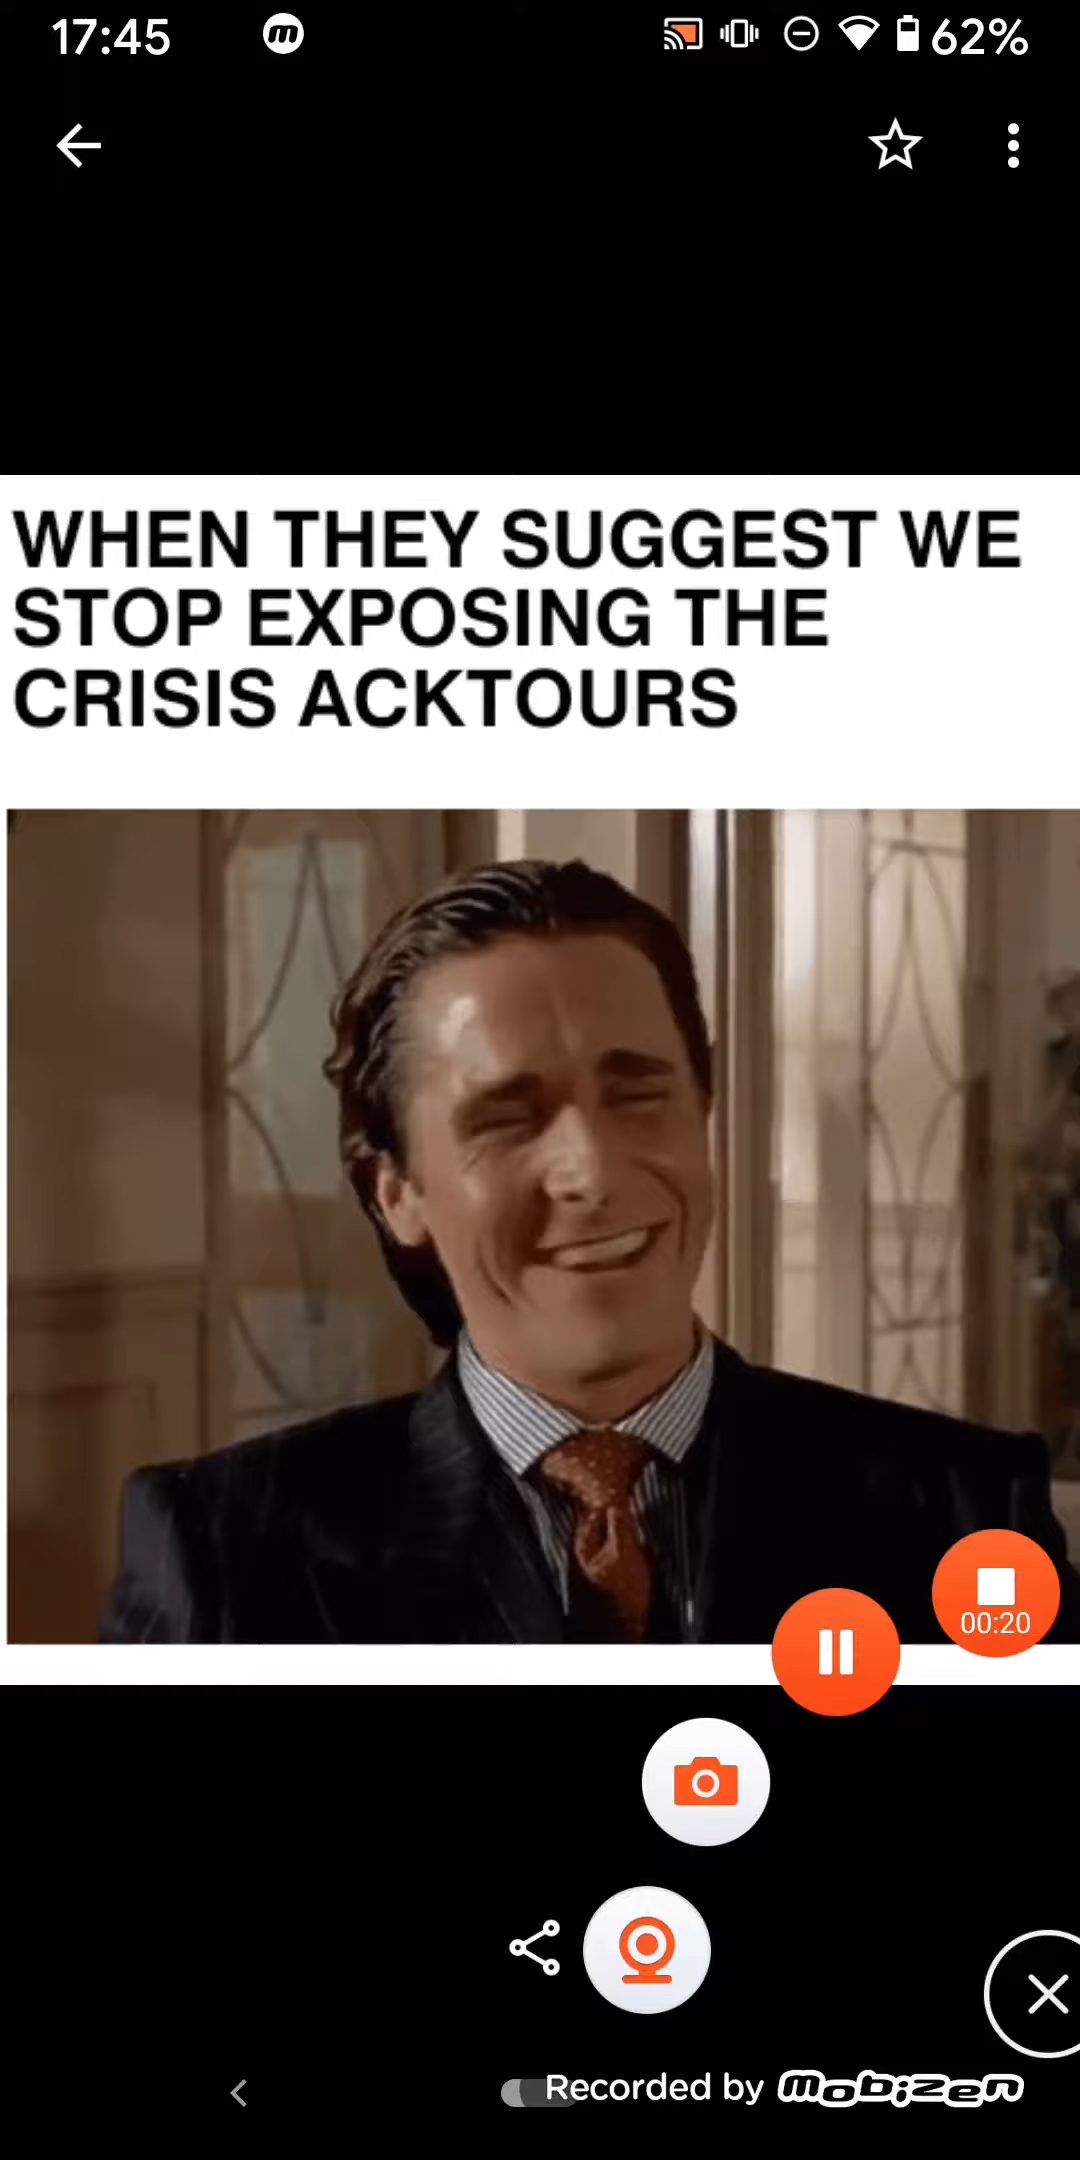 17:45
62%
WHEN THEY SUGGEST WE
STOP EXPOSING THE
CRISIS ACKTOURS
00:20
Recorded by mobizen